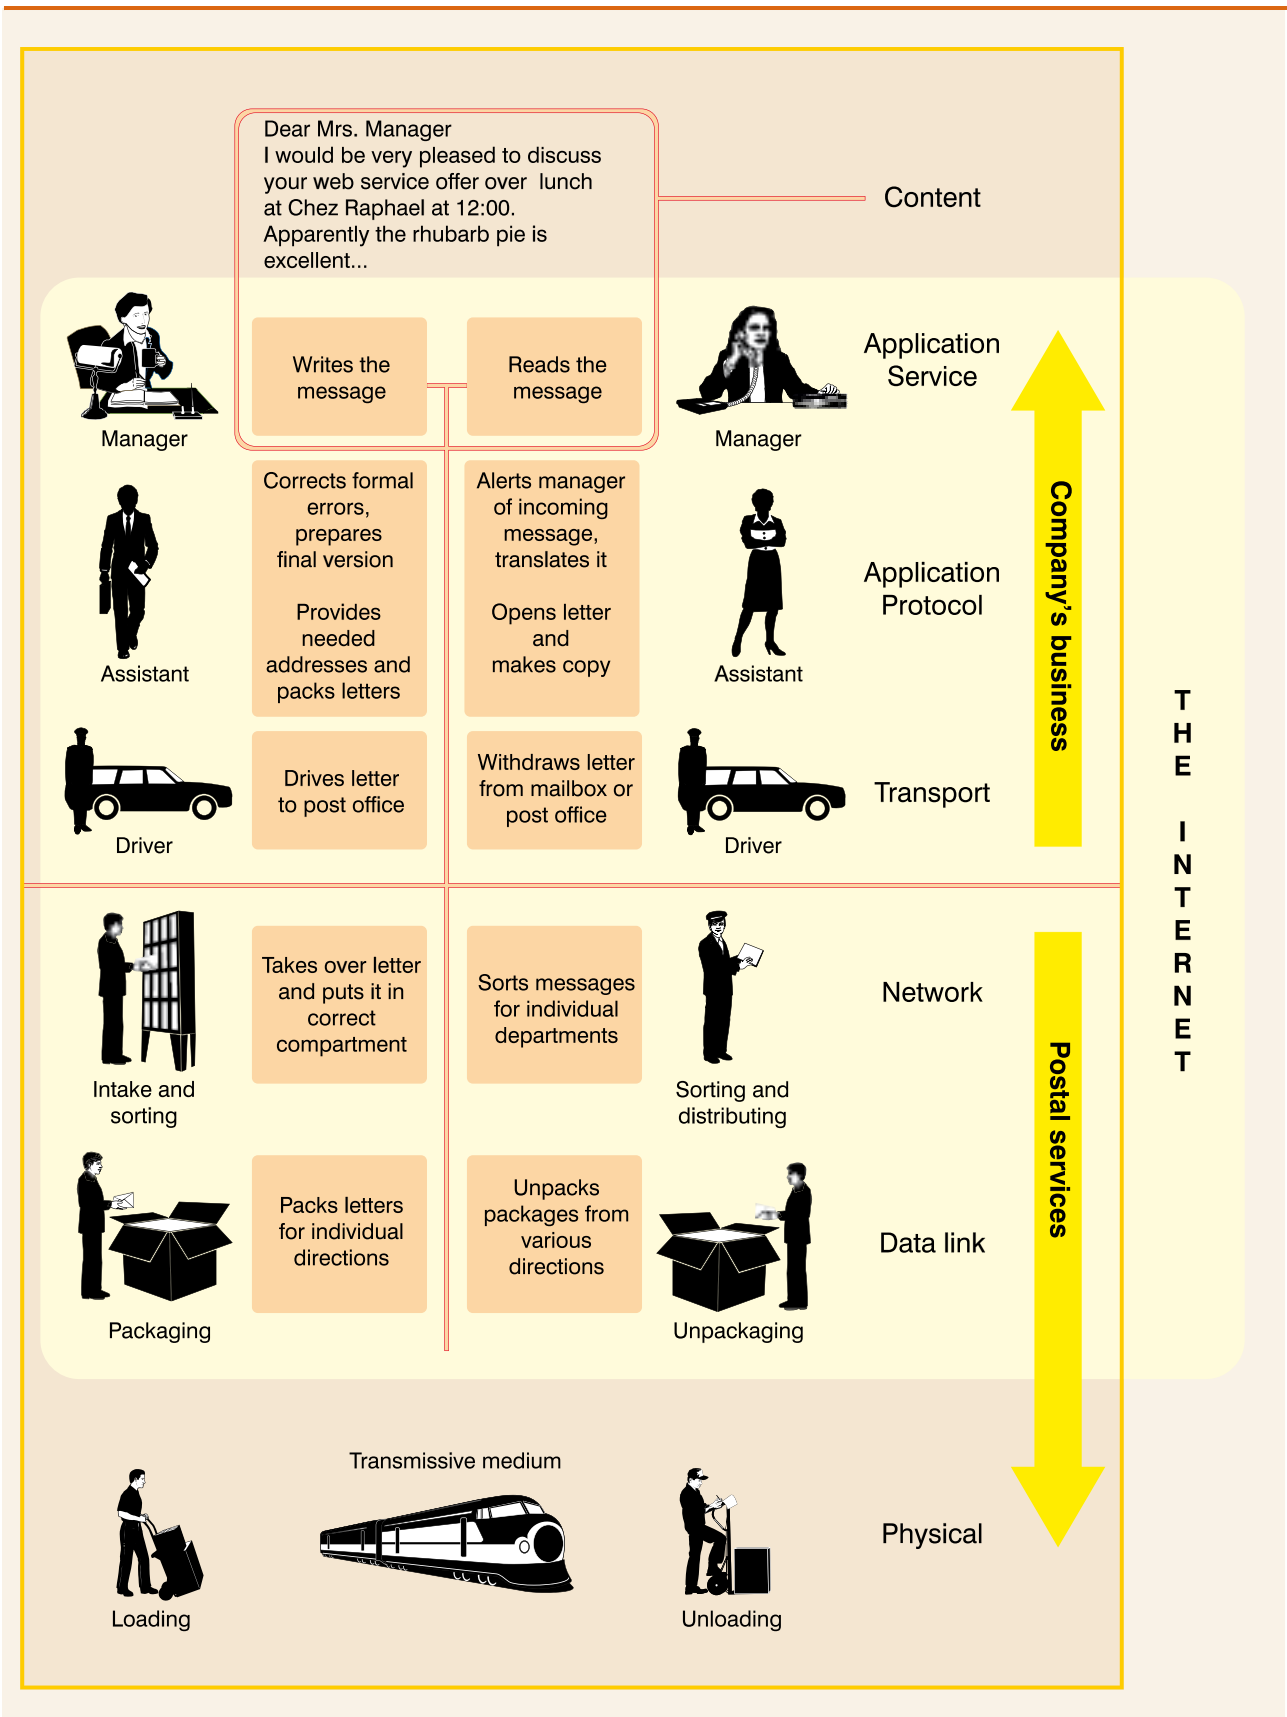 Dear Mrs. Manager
I would be very pleased to discuss
your web service offer over lunch
at Chez Raphael at 12:00.
Apparently the rhubarb pie is
excellent...
Content
Manager
Writes the
message
Reads the
message
Manager
Application
Service
Assistant
Corrects formal
errors,
prepares
final version
Provides
needed
addresses and
packs letters
Alerts manager
of incoming
message,
translates it
Opens letter
and
makes copy
Assistant
Application
Protocol
Driver
Drives letter
to post office
Withdraws letter
from mailbox or
post office
Driver
Transport
Company's business
Intake and
sorting
Takes over letter
and puts it in
correct
compartment
Sorts messages
for individual
departments
Sorting and
distributing
Network
Packaging
Packs letters
for individual
directions
Unpacks
packages from
various
directions
Unpackaging
Data link
Postal services
THE INTERNET
Loading
Transmissive medium
Unloading
Physical